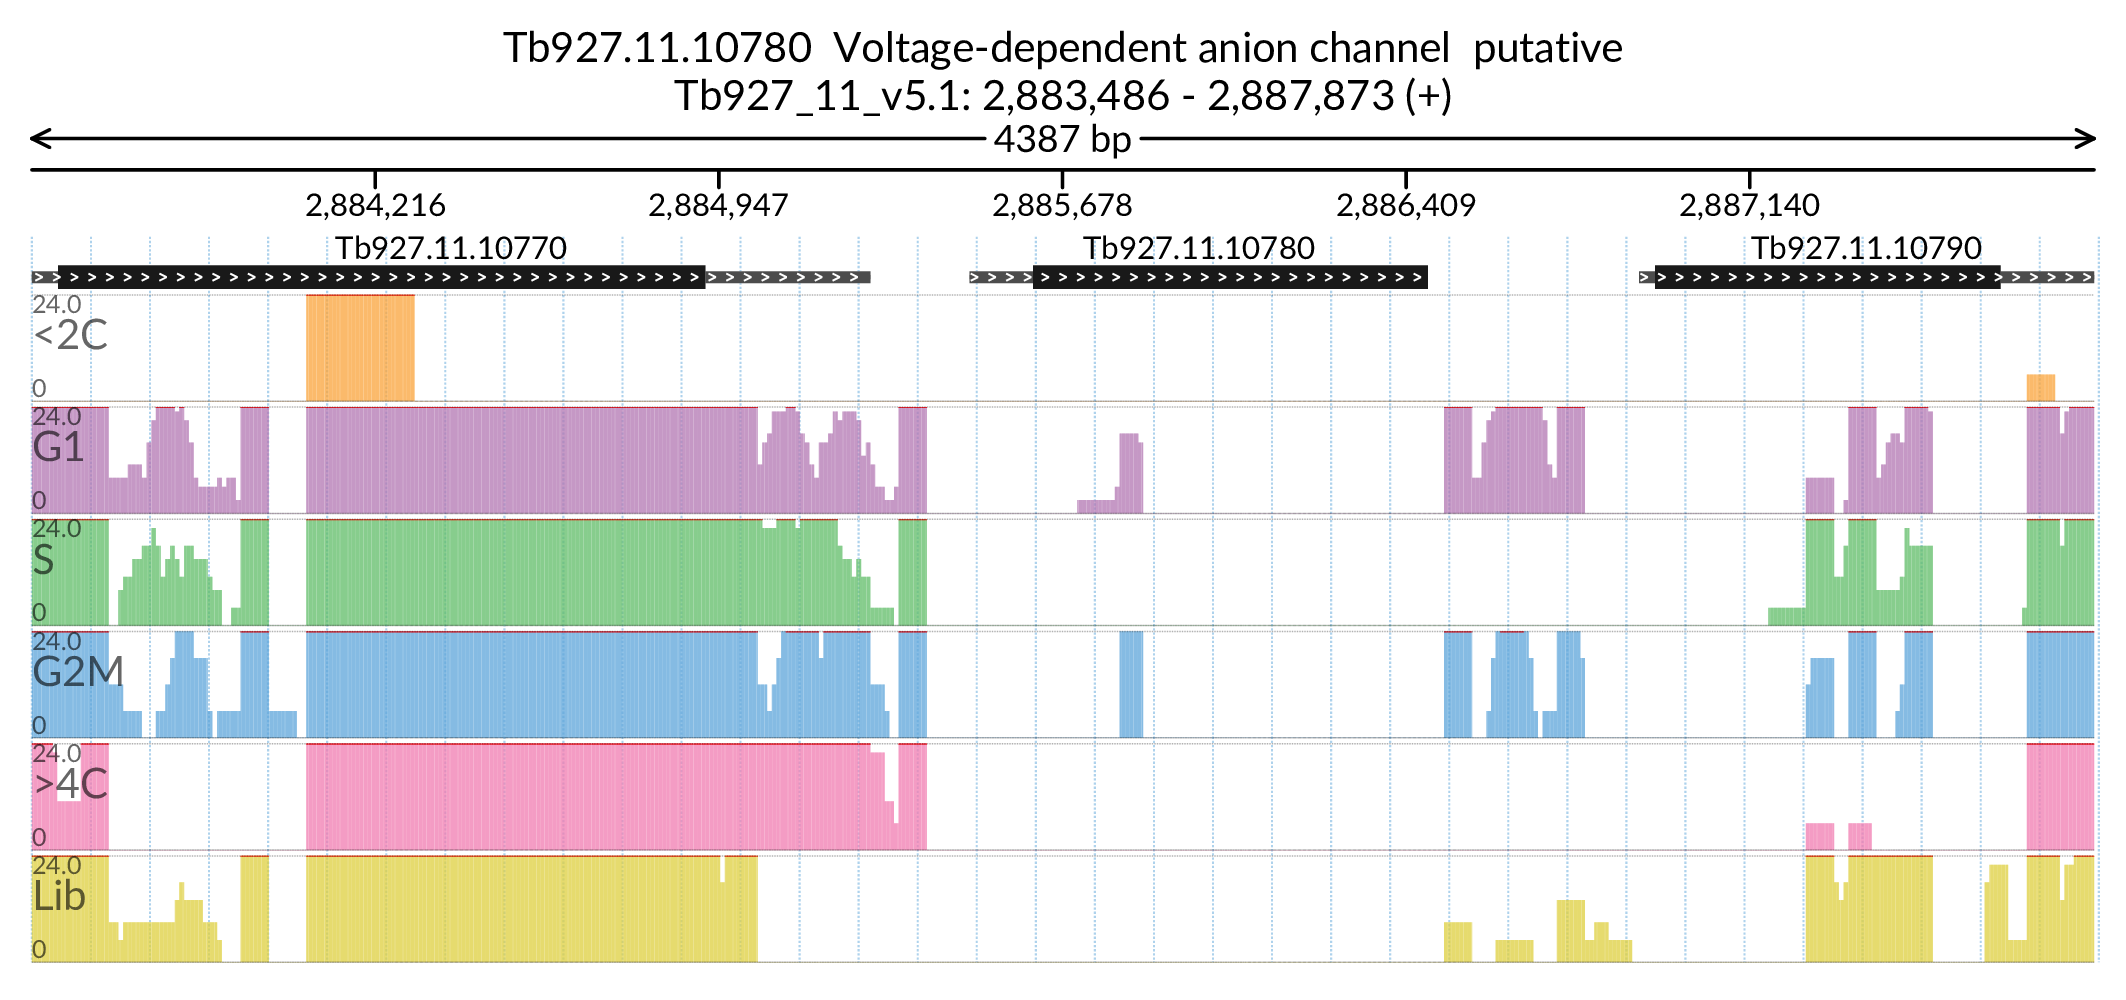 Tb927.11.10780 Voltage-dependent anion channel putative
Tb927_11_v5.1: 2,883,486 - 2,887,873 (+)
4387 bp
2,884,216 2,884,947 2,885,678 2,886,409 2,887,140
Tb927.11.10770 Tb927.11.10780 Tb927.11.10790
24.0
<2C
0
24.0
G1
0
24.0
S
0
24.0
G2M
0
24.0
>4C
0
24.0
Lib
0